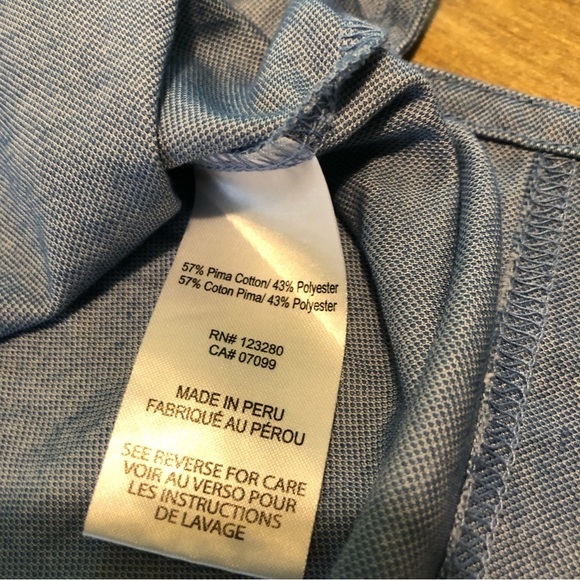 57% Pima Cotton/ 43% Polyester
57% Coton Pima/ 43% Polyester
RN# 123280
CA# 07099
MADE IN PERU
FABRIQUÉ AU PÉROU
SEE REVERSE FOR CARE
VOIR AU VERSO POUR
LES INSTRUCTIONS
DE LAVAGE